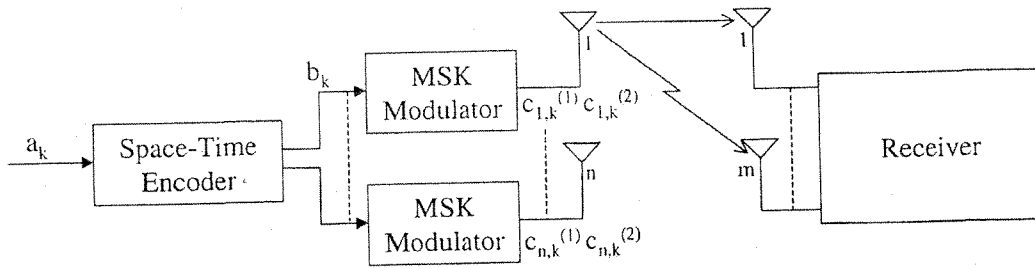 a_k
Space-Time
Encoder
b_k
MSK
Modulator
c_{1,k}^{(1)} c_{1,k}^{(2)}
1
MSK
Modulator
c_{n,k}^{(1)} c_{n,k}^{(2)}
n
1
m
Receiver